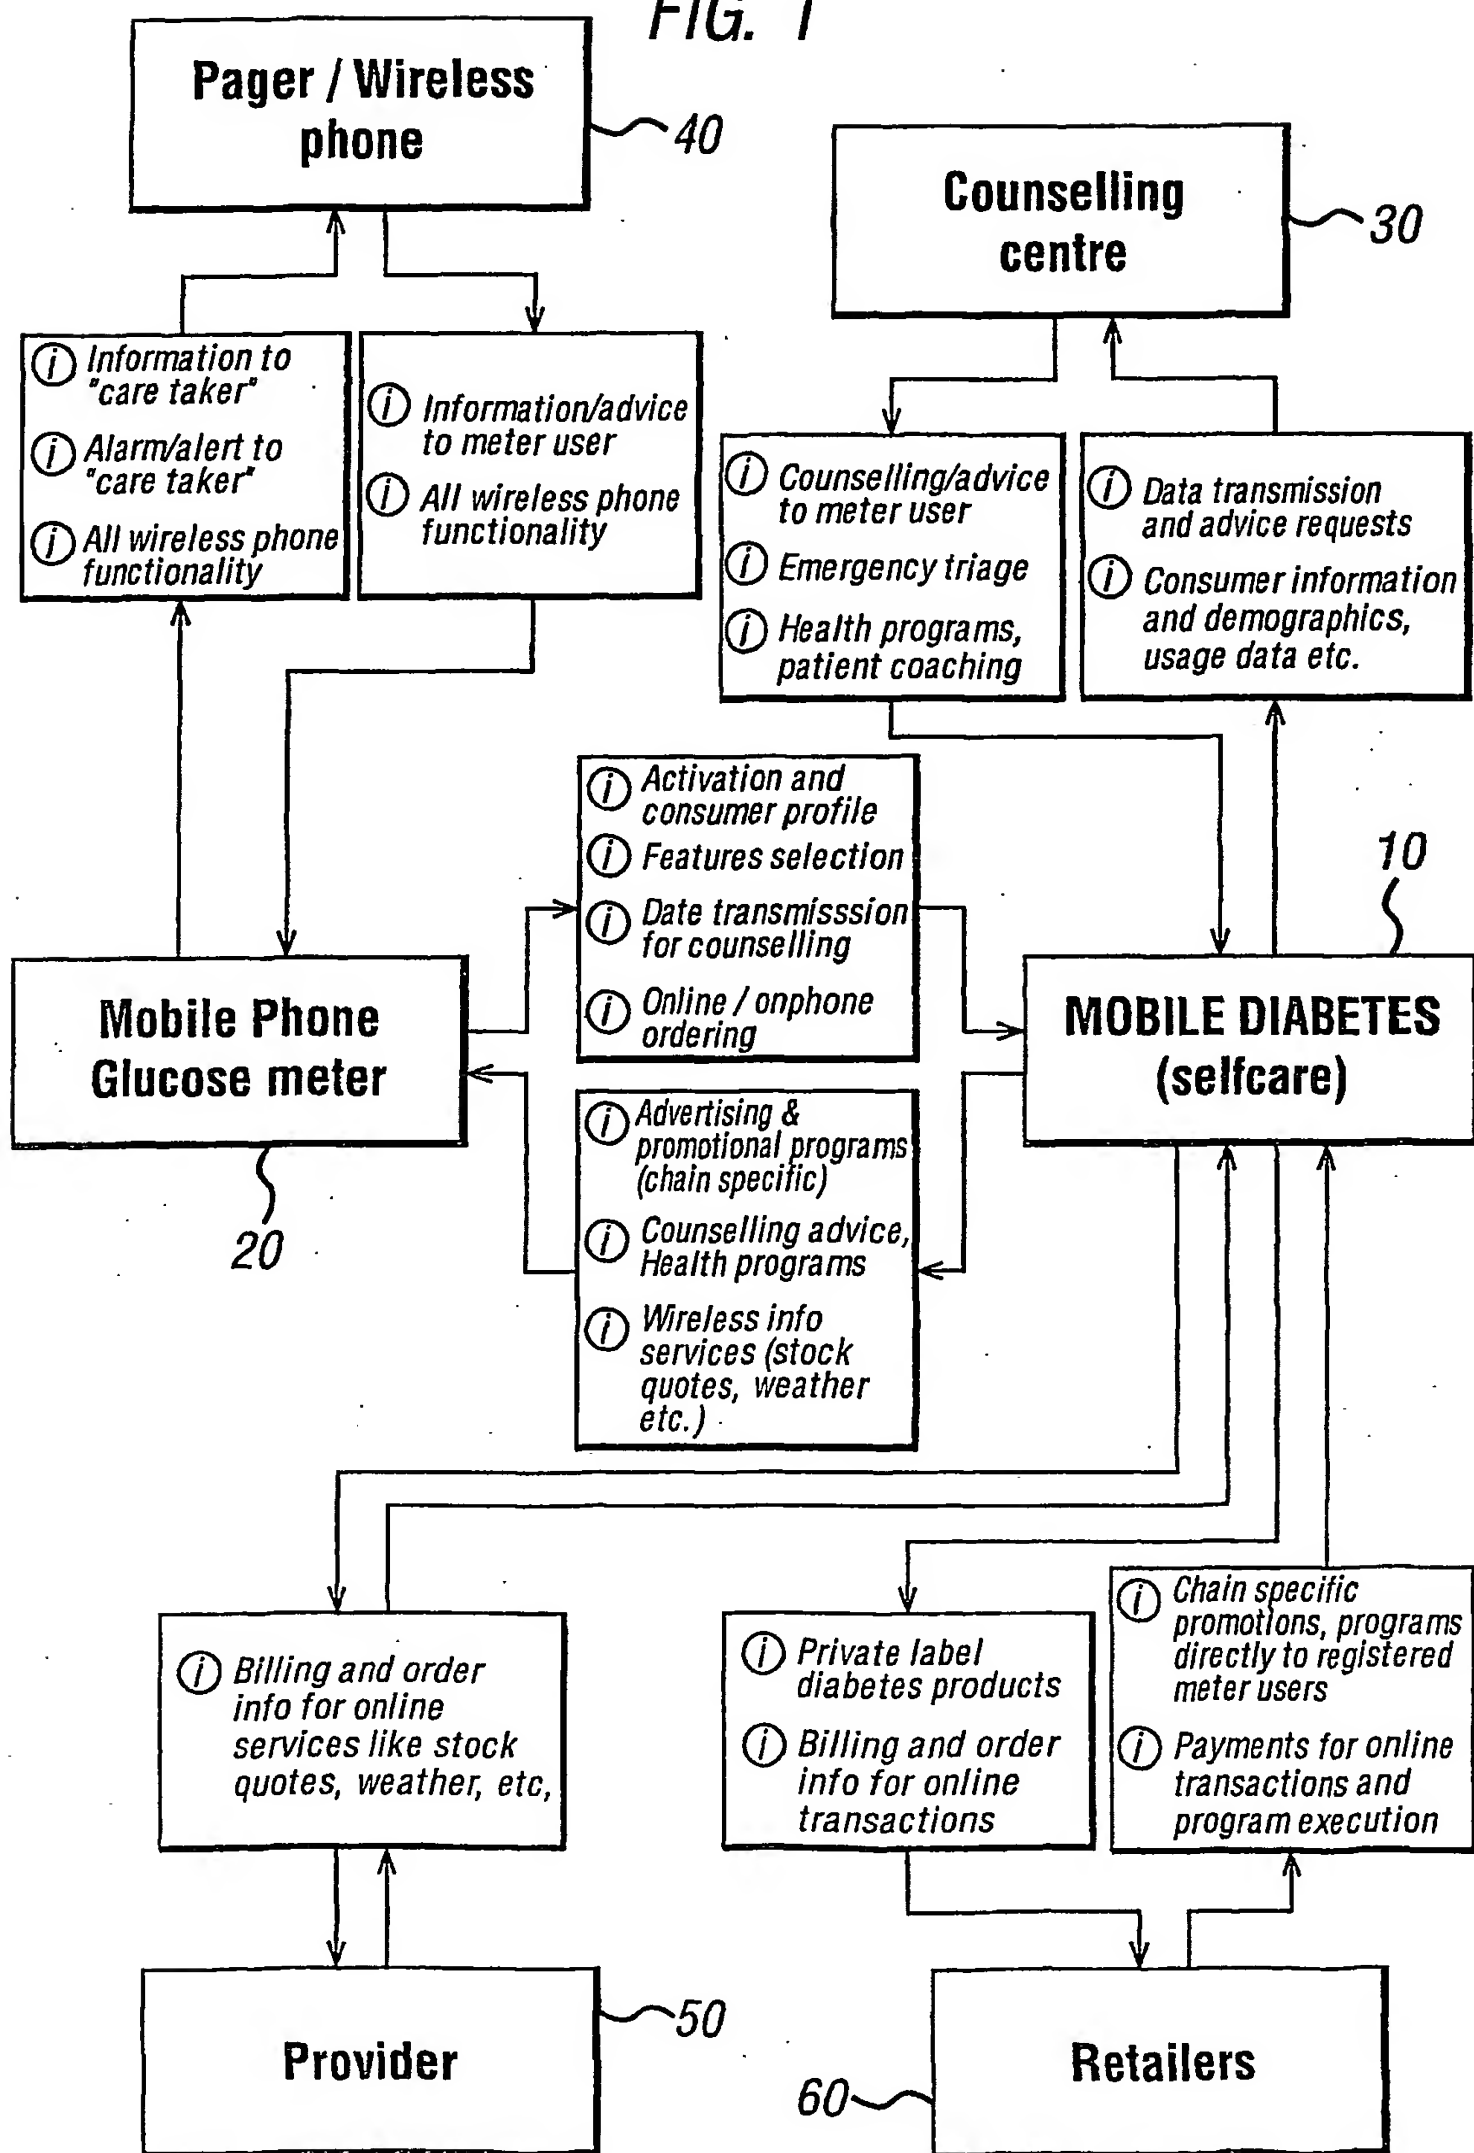 FIG. 1
Pager / Wireless
phone
40
Counselling
centre
30
ⓘ Information to
"care taker"
ⓘ Alarm/alert to
"care taker"
ⓘ All wireless phone
functionality
ⓘ Information/advice
to meter user
ⓘ All wireless phone
functionality
ⓘ Counselling/advice
to meter user
ⓘ Emergency triage
ⓘ Health programs,
patient coaching
ⓘ Data transmission
and advice requests
ⓘ Consumer information
and demographics,
usage data etc.
ⓘ Activation and
consumer profile
ⓘ Features selection
ⓘ Date transmisssion
for counselling
ⓘ Online / onphone
ordering
10
Mobile Phone
Glucose meter
20
MOBILE DIABETES
(selfcare)
ⓘ Advertising &
promotional programs
(chain specific)
ⓘ Counselling advice,
Health programs
ⓘ Wireless info
services (stock
quotes, weather
etc.)
ⓘ Billing and order
info for online
services like stock
quotes, weather, etc,
ⓘ Private label
diabetes products
ⓘ Billing and order
info for online
transactions
ⓘ Chain specific
promotions, programs
directly to registered
meter users
ⓘ Payments for online
transactions and
program execution
Provider
50
Retailers
60